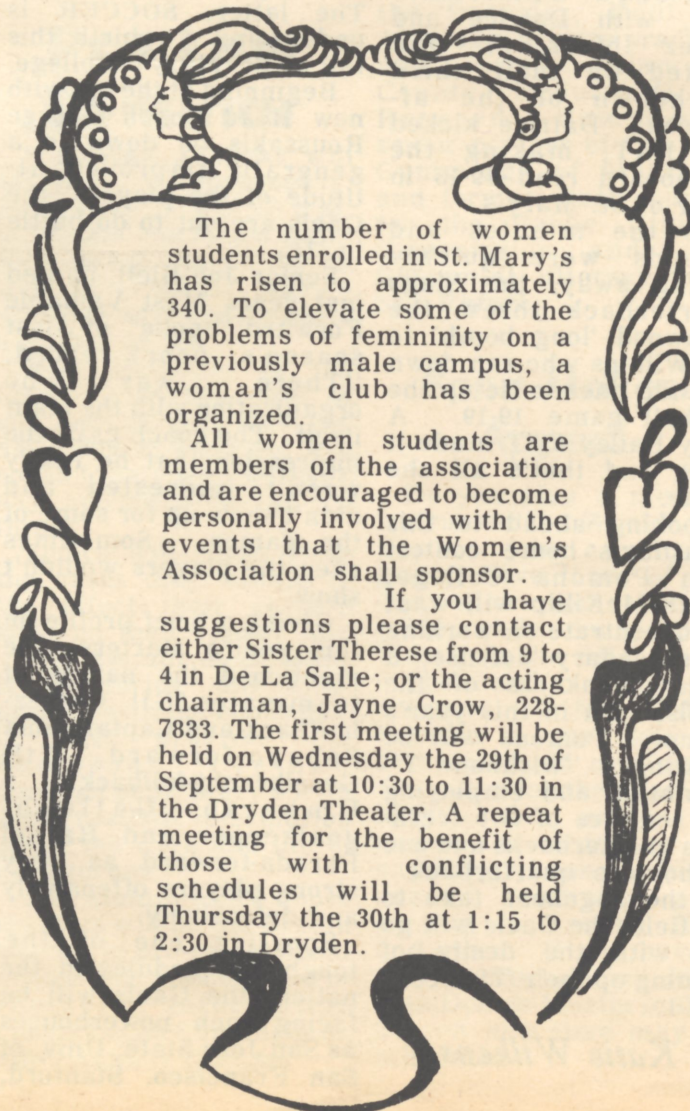 The number of women
students enrolled in St. Mary's
has risen to approximately
340. To elevate some of the
problems of femininity on a
previously male campus, a
woman's club has been
organized.
All women students are
members of the association
and are encouraged to become
personally involved with the
events that the Women's
Association shall sponsor.
If you have
suggestions please contact
either Sister Therese from 9 to
4 in De La Salle; or the acting
chairman, Jayne Crow, 228-
7833. The first meeting will be
held on Wednesday the 29th of
September at 10:30 to 11:30 in
the Dryden Theater. A repeat
meeting for the benefit of
those with conflicting
schedules will be held
Thursday the 30th at 1:15 to
2:30 in Dryden.